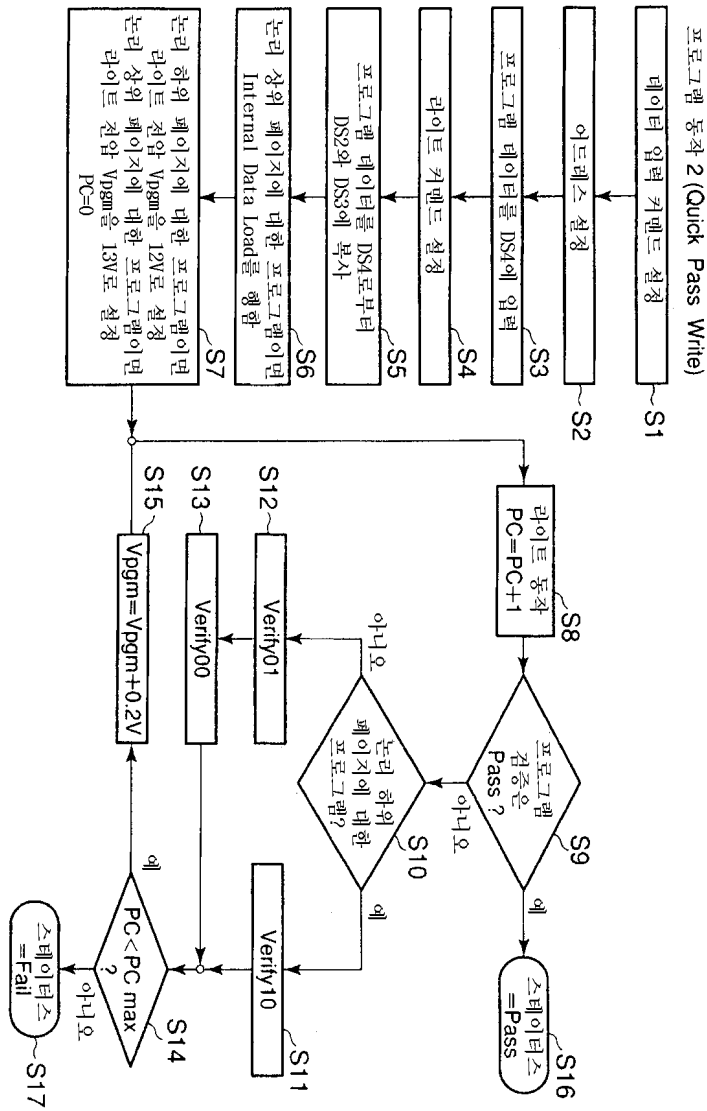 프로그램 동작 2 (Quick Pass Write)
데이터 입력 커맨드 설정
S1
어드레스 설정
S2
프로그램 데이터를 DS4에 입력
S3
라이트 커맨드 설정
S4
프로그램 데이터를 DS4로부터
DS2와 DS3에 복사
S5
논리 상위 페이지에 대한 프로그램이면
Internal Data Load를 행함
S6
논리 하위 페이지에 대한 프로그램이면
라이트 전압 Vpgm을 12V로 설정
논리 상위 페이지에 대한 프로그램이면
라이트 전압 Vpgm을 13V로 설정
PC=0
S7
라이트 동작
PC=PC+1
S8
프로그램
검증은
Pass ?
S9
예
아니오
스테이터스
=Pass
S16
논리 하위
페이지에 대한
프로그램?
S10
아니오
예
S12
Verify01
S13
Verify00
Verify10
S11
PC<PC max
?
S14
예
아니오
S15
Vpgm=Vpgm+0.2V
스테이터스
=Fail
S17